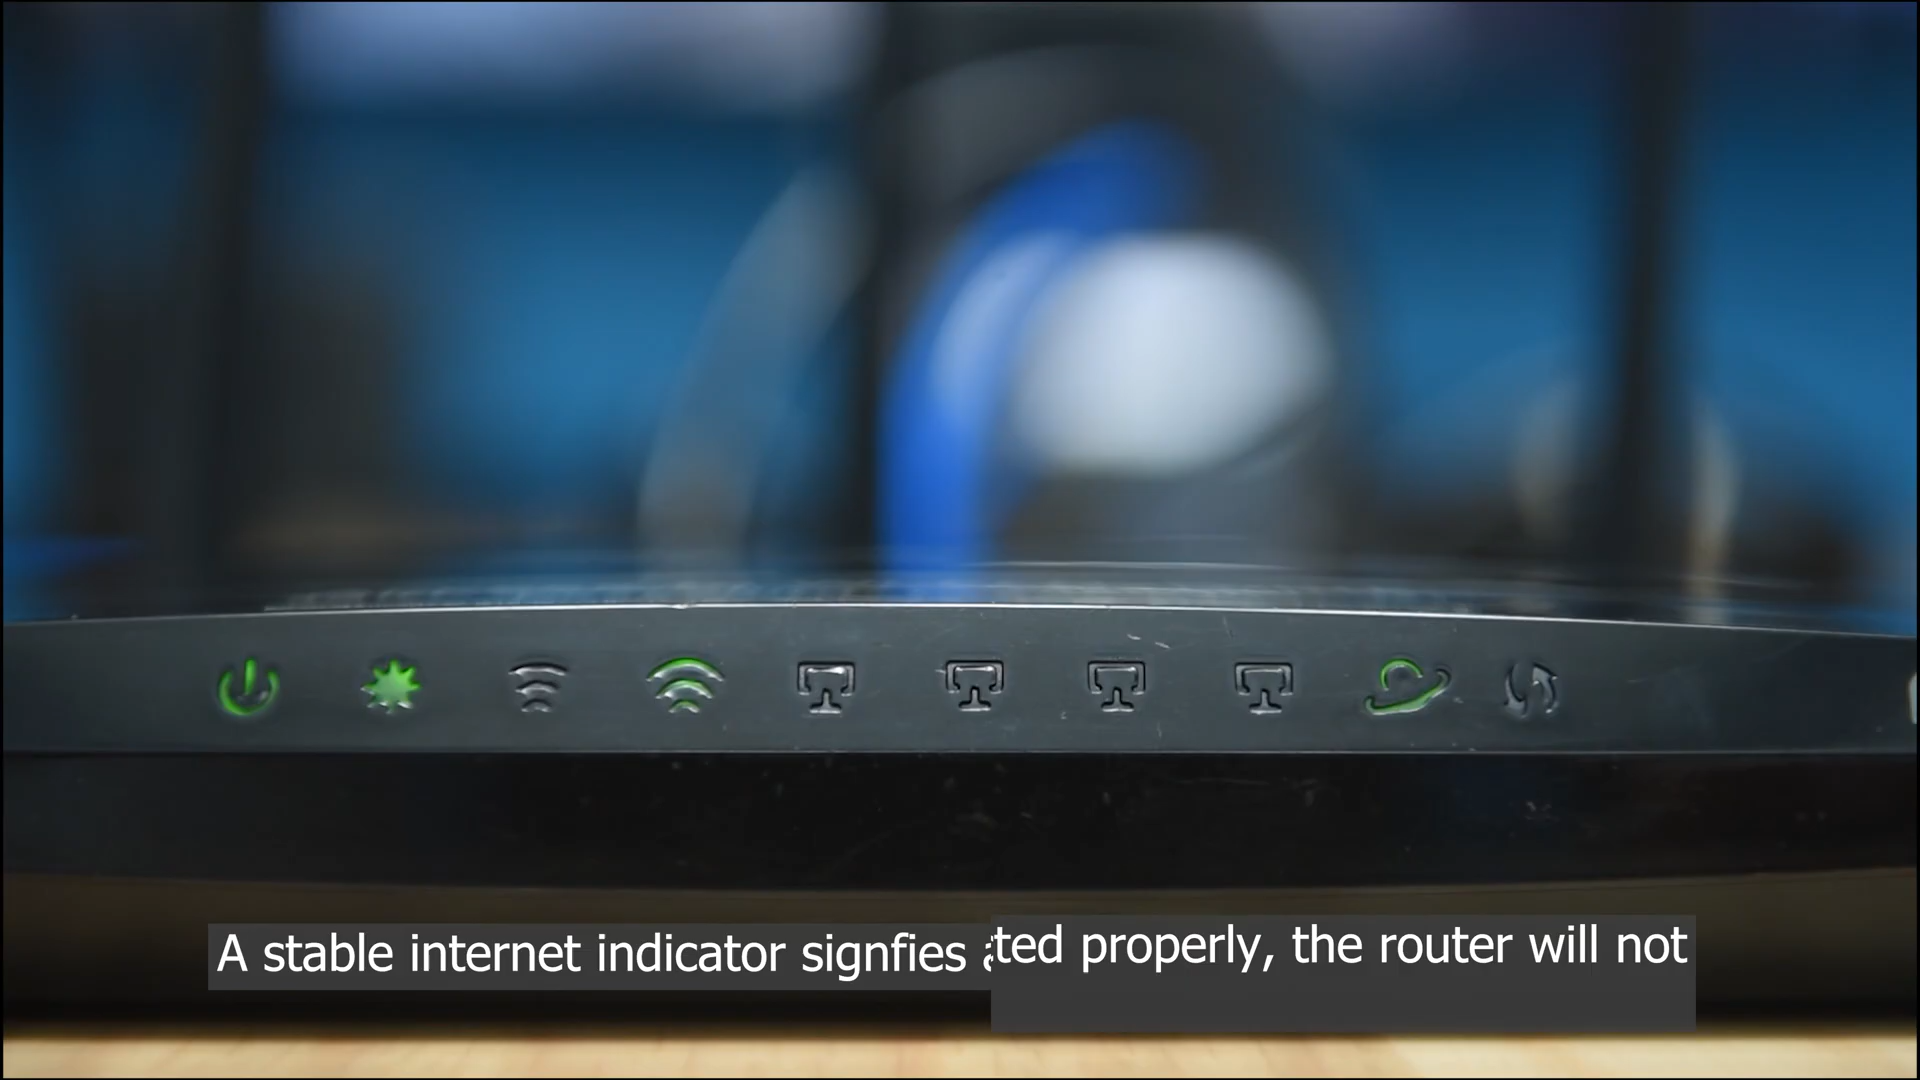 A stable internet indicator signfies
ted properly, the router will not